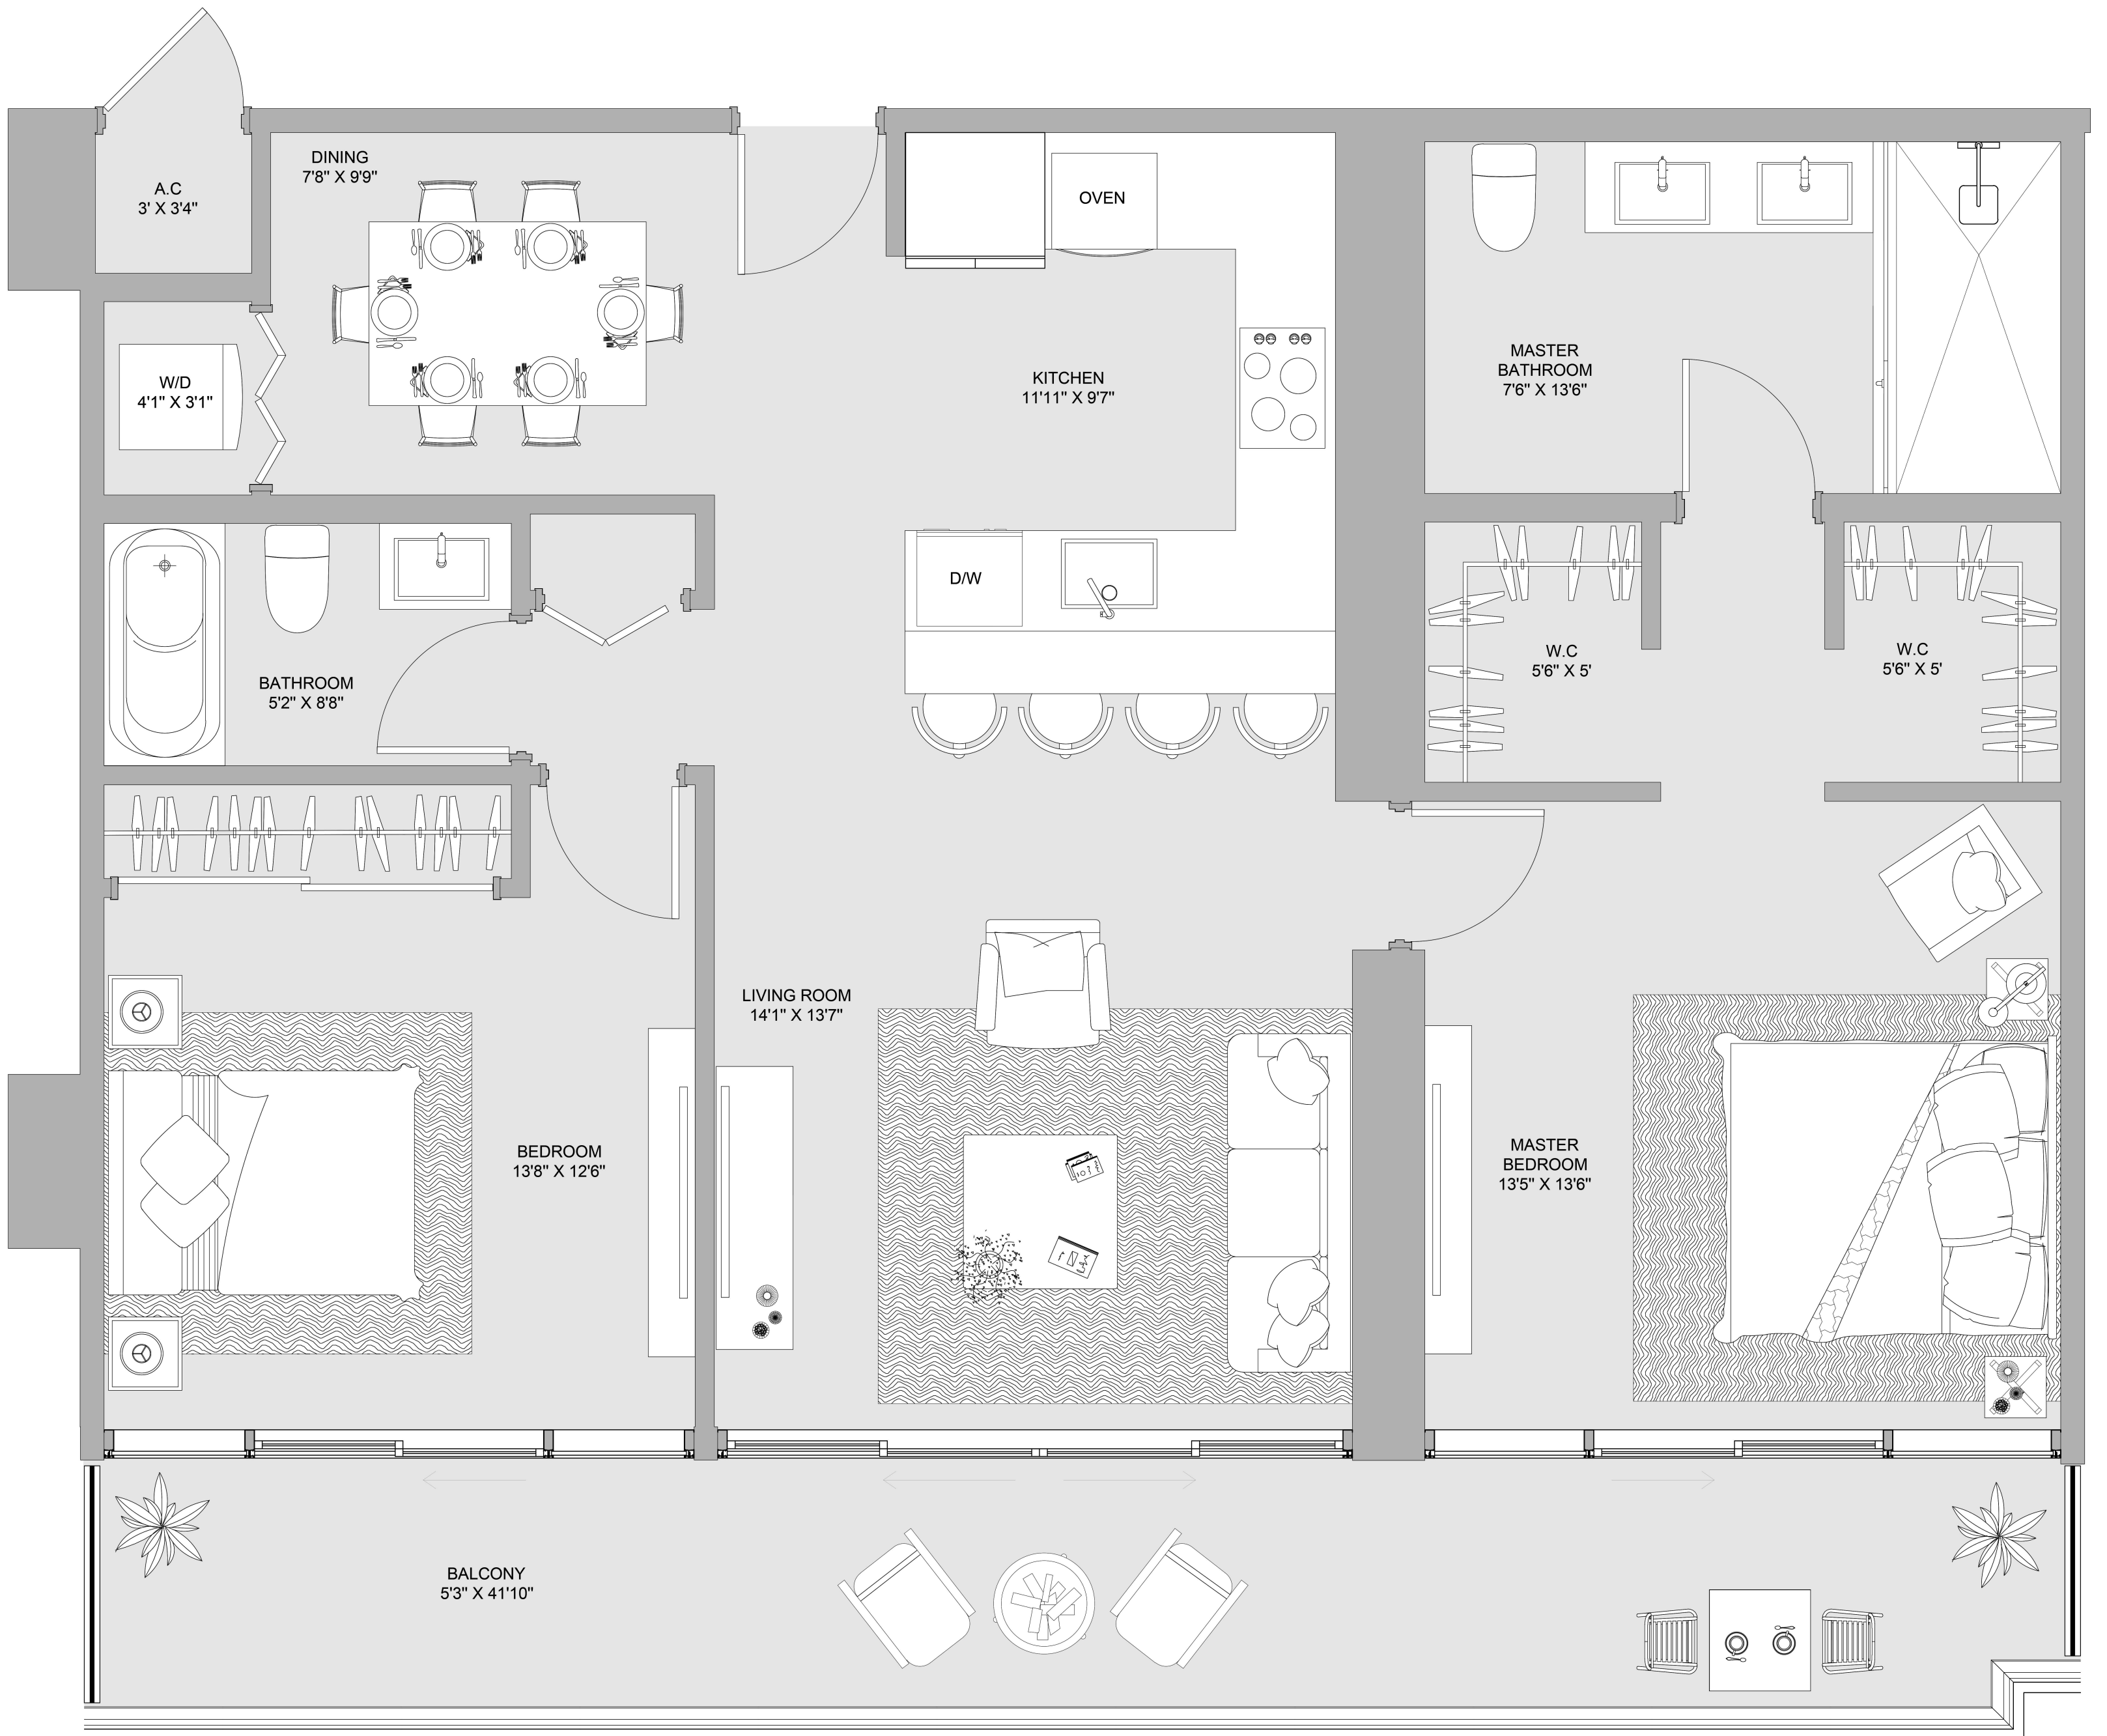 DINING
7'8" X 9'9"
A.C
3' X 3'4"
OVEN
W/D
4'1" X 3'1"
KITCHEN
11'11" X 9'7"
MASTER
BATHROOM
7'6" X 13'6"
D/W
BATHROOM
5'2" X 8'8"
W.C
5'6" X 5'
W.C
5'6" X 5'
LIVING ROOM
14'1" X 13'7"
BEDROOM
13'8" X 12'6"
MASTER
BEDROOM
13'5" X 13'6"
BALCONY
5'3" X 41'10"